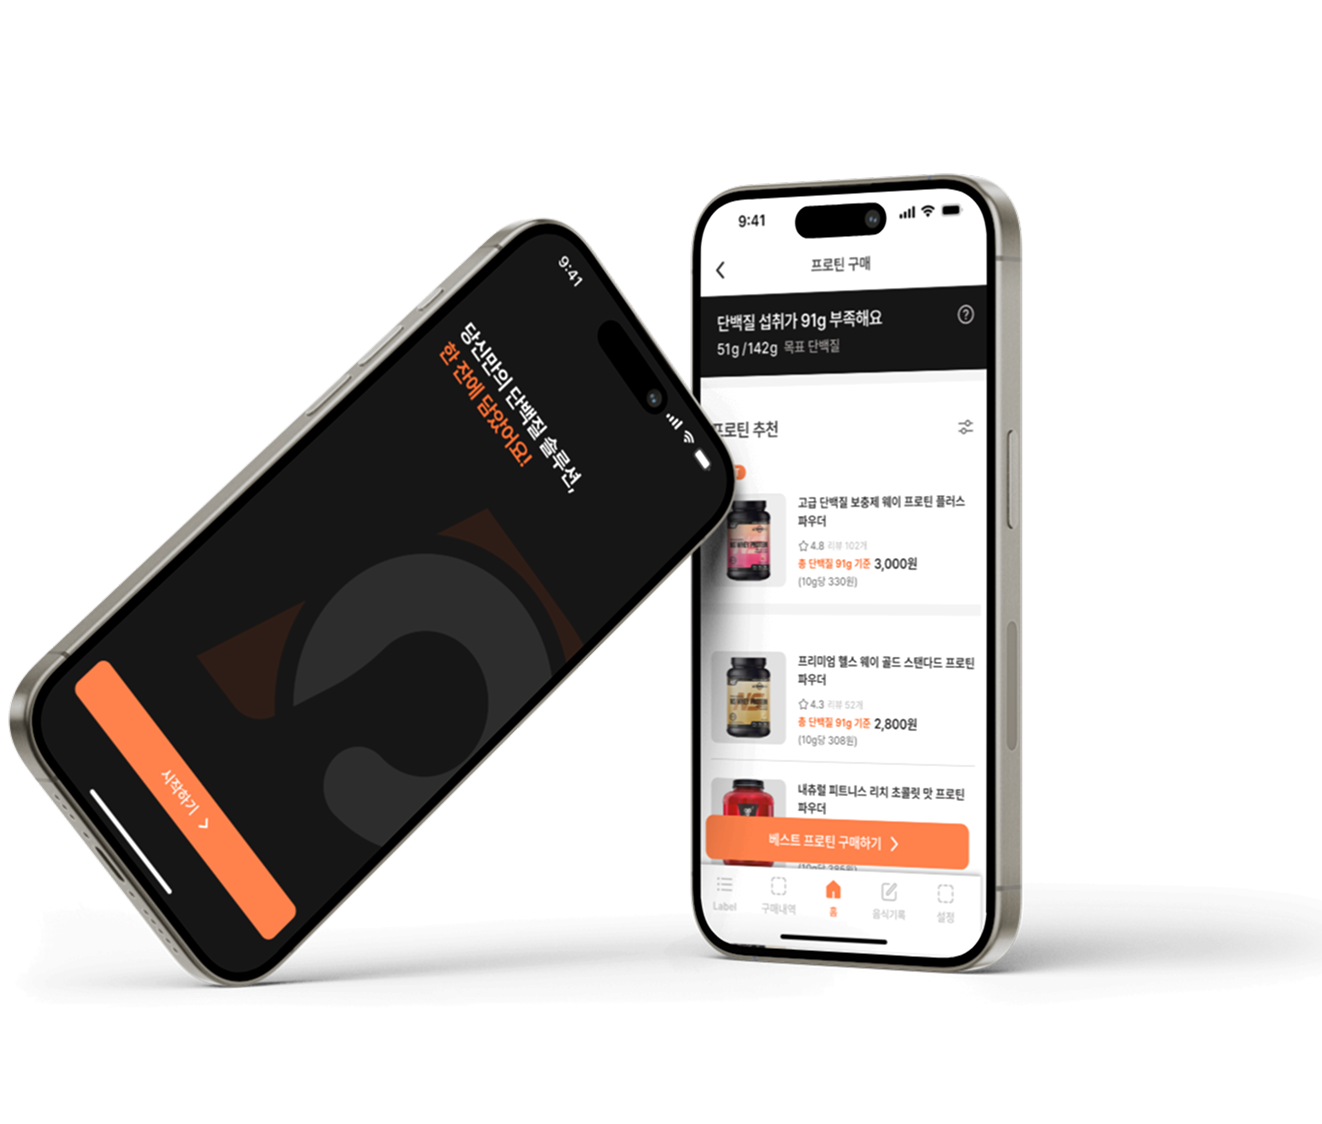 9:41
당신만의 단백질 솔루션,
한 잔에 담았어요!
시작하기
9:41
프로틴 구매
단백질 섭취가 91g 부족해요
51g /142g 목표 단백질
프로틴 추천
고급 단백질 보충제 웨이 프로틴 플러스
파우더
4.8 리뷰 102개
총 단백질 91g 기준 3,000원
(10g당 330원)
프리미엄 헬스 웨이 골드 스탠다드 프로틴
파우더
4.3 리뷰 52개
총 단백질 91g 기준 2,800원
(10g당 308원)
내츄럴 피트니스 리치 초콜릿 맛 프로틴
파우더
베스트 프로틴 구매하기
Label 구매내역 홈 음식기록 설정